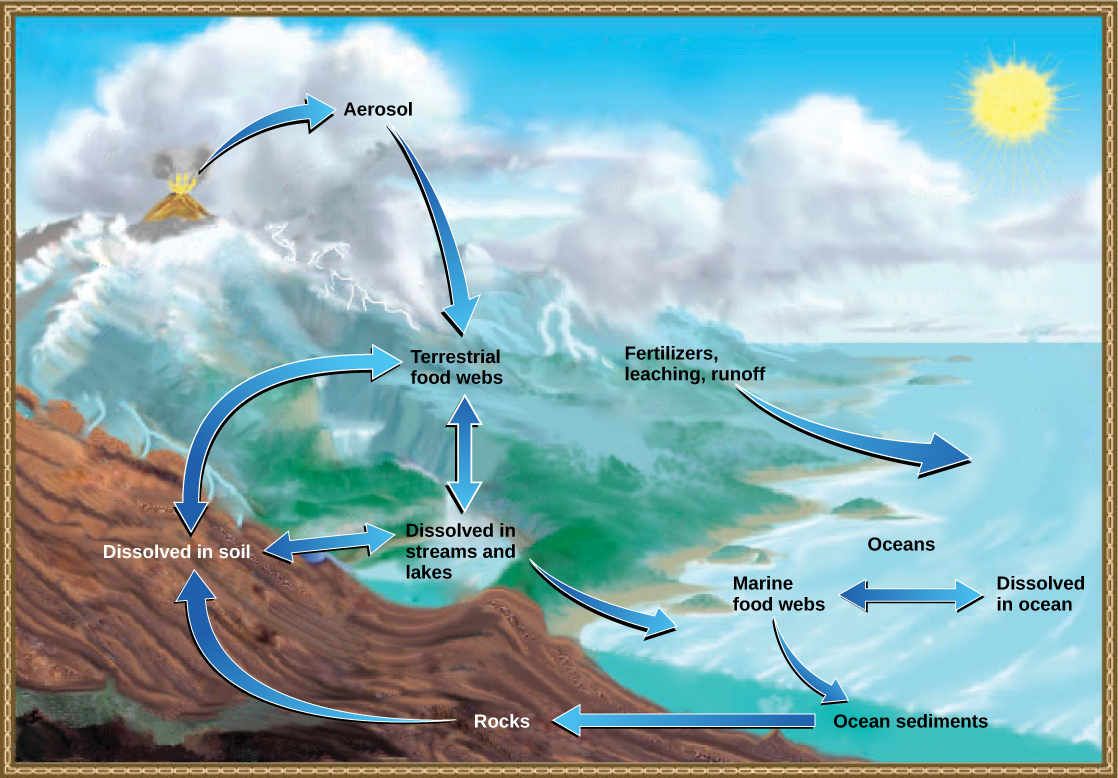 Aerosol
Terrestrial
food webs
Fertilizers,
leaching, runoff
Dissolved in soil
Dissolved in
streams and
lakes
Oceans
Marine
food webs
Dissolved
in ocean
Rocks
Ocean sediments